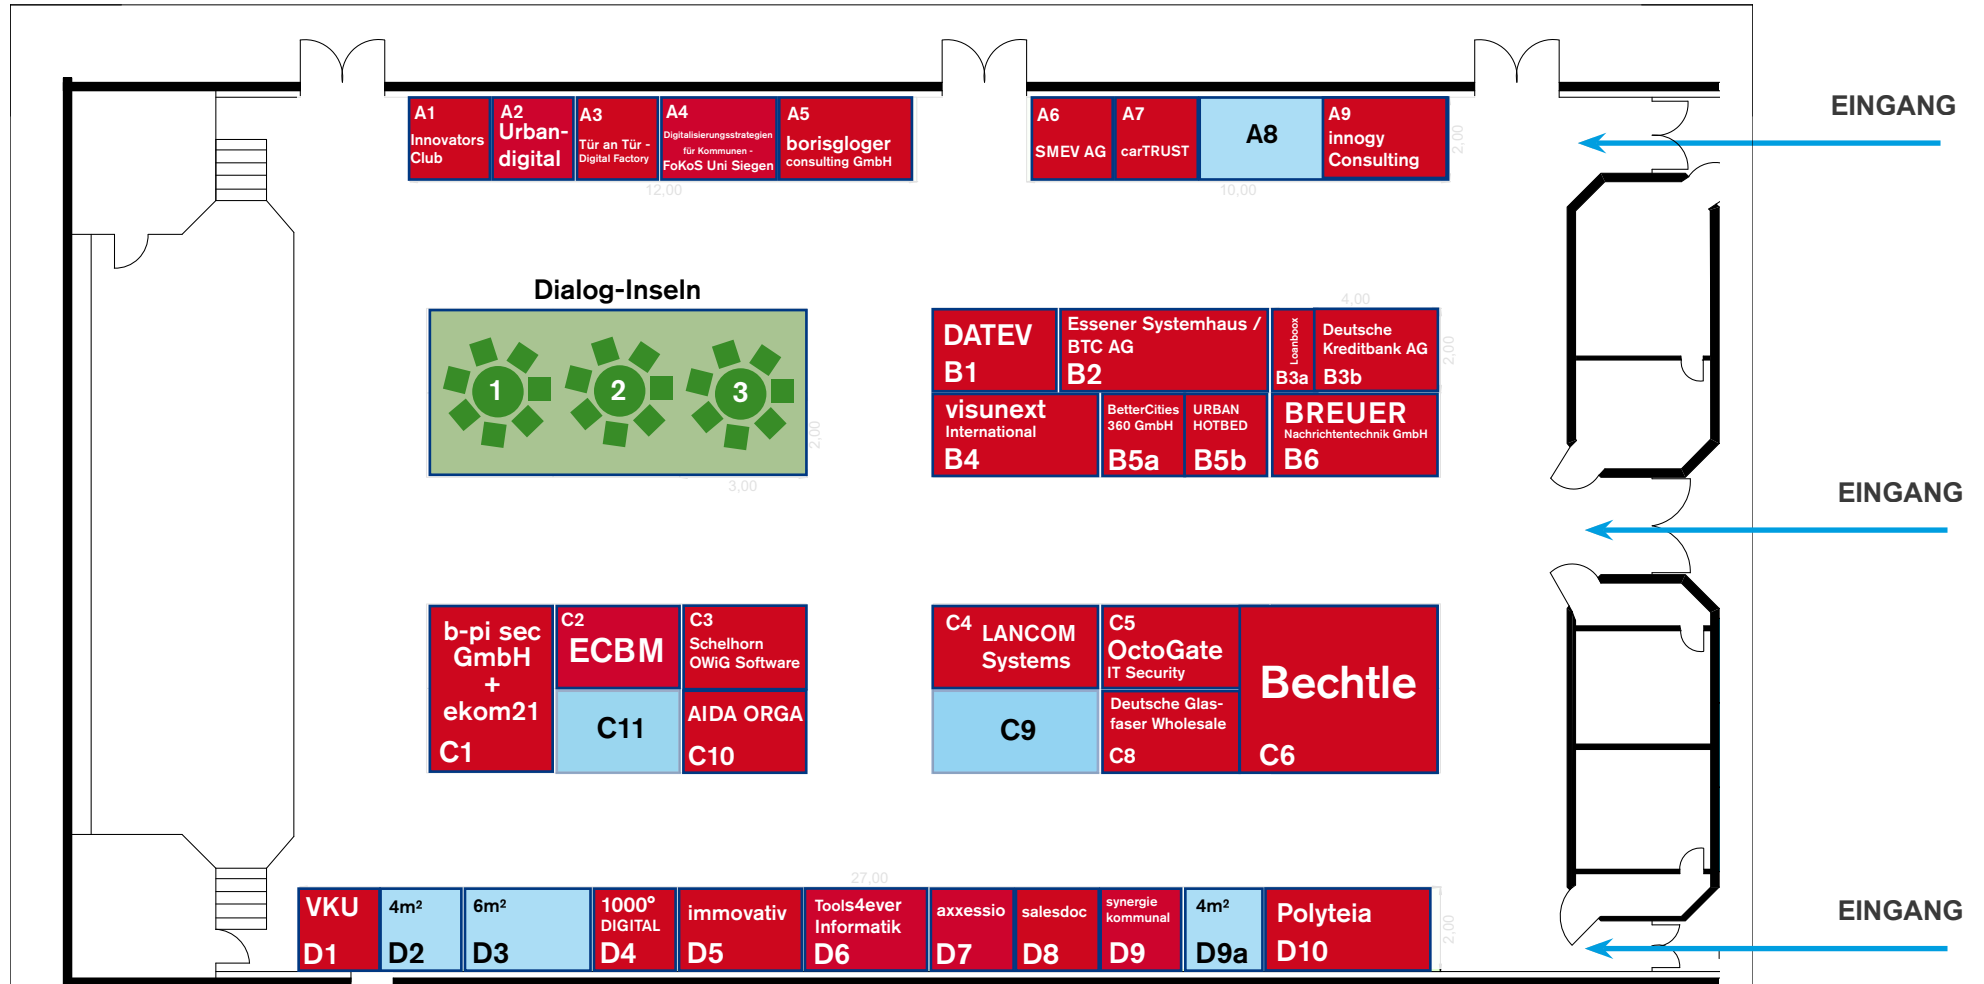 EINGANG
A1
Innovators
Club
A2
Urban-
digital
A3
Tür an Tür -
Digital Factory
A4
Digitalisierungsstrategien
für Kommunen -
FoKoS Uni Siegen
A5
borisgloger
consulting GmbH
A6
SMEV AG
A7
carTRUST
A8
A9
innogy
Consulting
2,00
12,00
10,00
Dialog-Inseln
1
2
3
2,00
3,00
4,00
DATEV
B1
Essener Systemhaus /
BTC AG
B2
Loanboox
B3a
Deutsche
Kreditbank AG
B3b
2,00
visunext
International
B4
BetterCities
360 GmbH
B5a
URBAN
HOTBED
B5b
BREUER
Nachrichtentechnik GmbH
B6
EINGANG
b-pi sec
GmbH
+
ekom21
C1
C2
ECBM
C3
Schelhorn
OWiG Software
C11
AIDA ORGA
C10
C4 LANCOM
Systems
C5
OctoGate
IT Security
C9
Deutsche Glas-
faser Wholesale
C8
Bechtle
C6
27,00
VKU
D1
4m²
D2
6m²
D3
1000°
DIGITAL
D4
immovativ
D5
Tools4ever
Informatik
D6
axxessio
D7
salesdoc
D8
synergie
kommunal
D9
4m²
D9a
Polyteia
D10
2,00
EINGANG